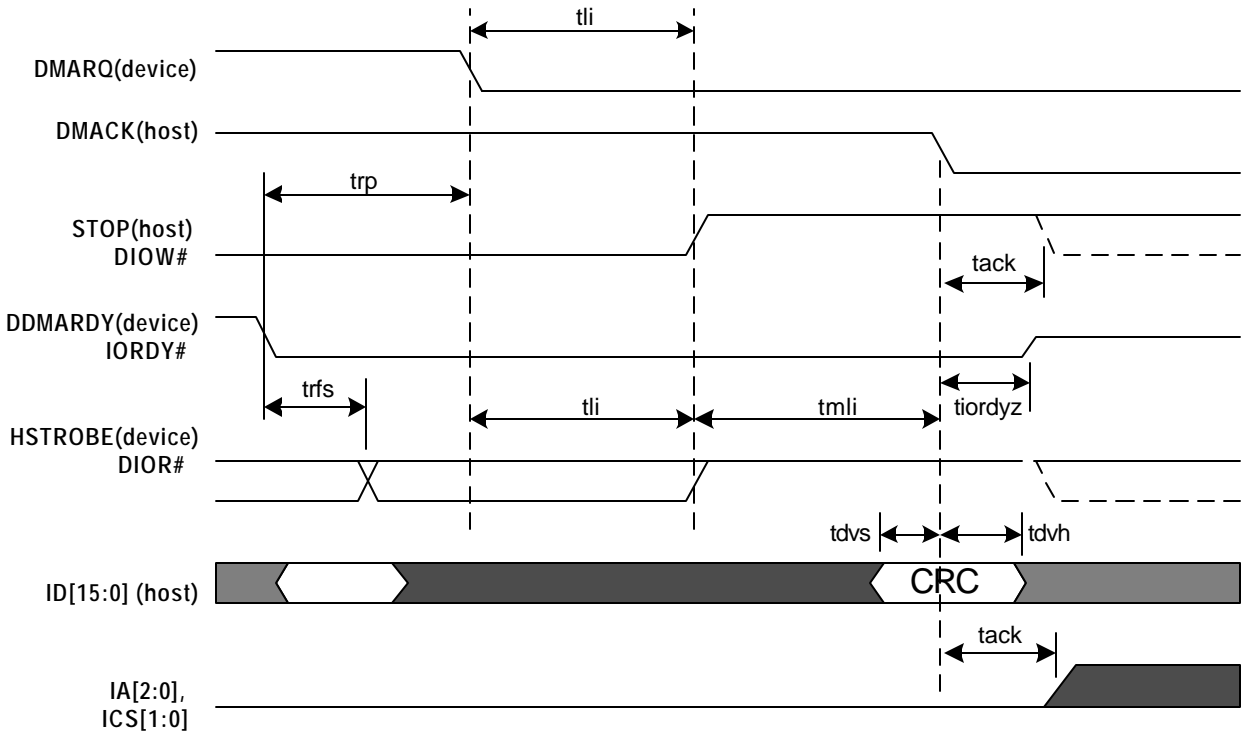 tli
DMARQ(device)
DMACK(host)
trp
STOP(host)
DIOW#
tack
DDMARDY(device)
IORDY#
trfs
tli
tmli
tiordyz
HSTROBE(device)
DIOR#
tdvs
tdvh
ID[15:0] (host)
CRC
tack
IA[2:0],
ICS[1:0]